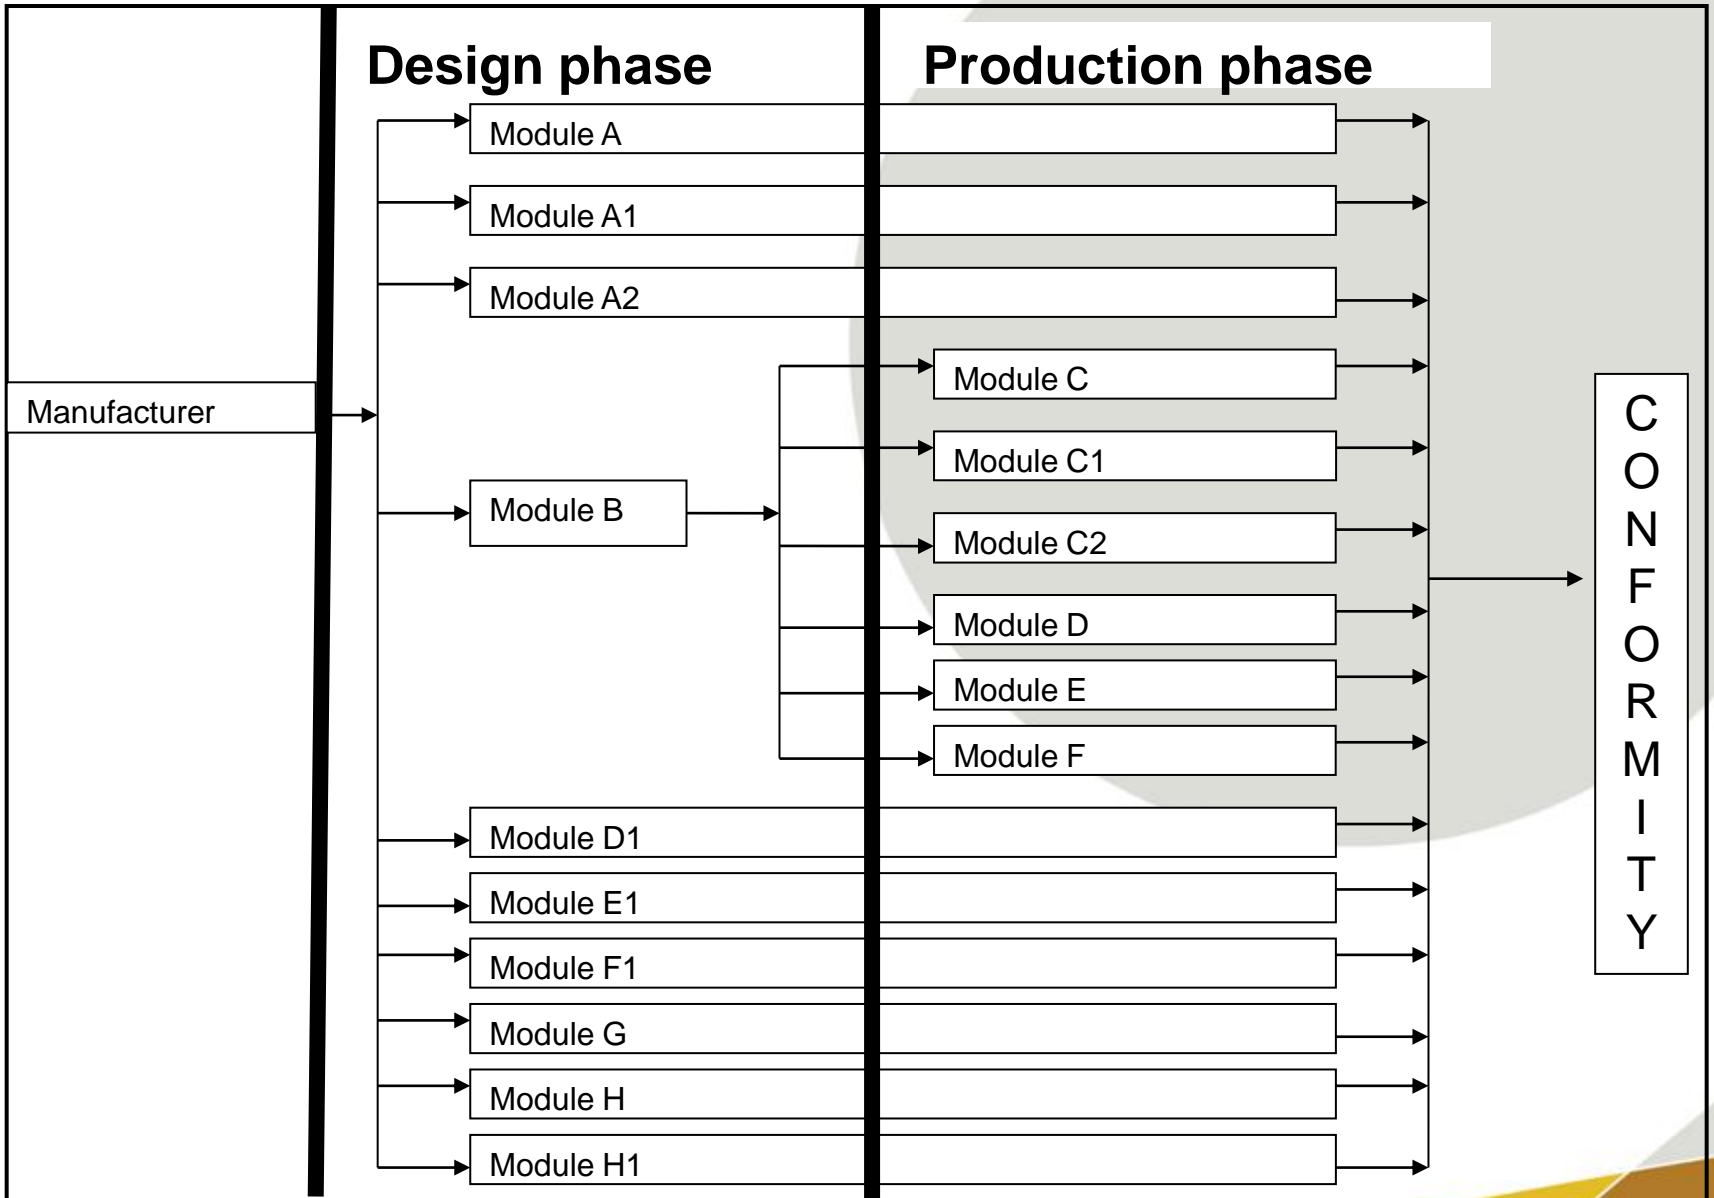 Design phase
Production phase
Module A
Module A1
Module A2
Manufacturer
Module B
Module C
Module C1
Module C2
Module D
Module E
Module F
Module D1
Module E1
Module F1
Module G
Module H
Module H1
C
O
N
F
O
R
M
I
T
Y